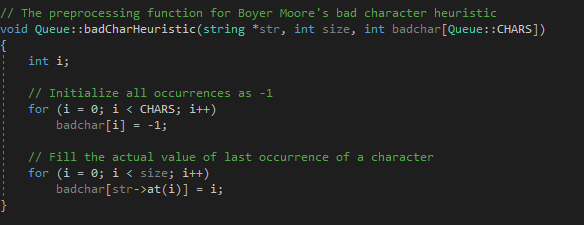 // The preprocessing function for Boyer Moore's bad character heuristic
void Queue::badCharHeuristic(string *str, int size, int badchar[Queue::CHARS])
{
    int i;

    // Initialize all occurrences as -1
    for (i = 0; i < CHARS; i++)
        badchar[i] = -1;

    // Fill the actual value of last occurrence of a character
    for (i = 0; i < size; i++)
        badchar[str->at(i)] = i;
}